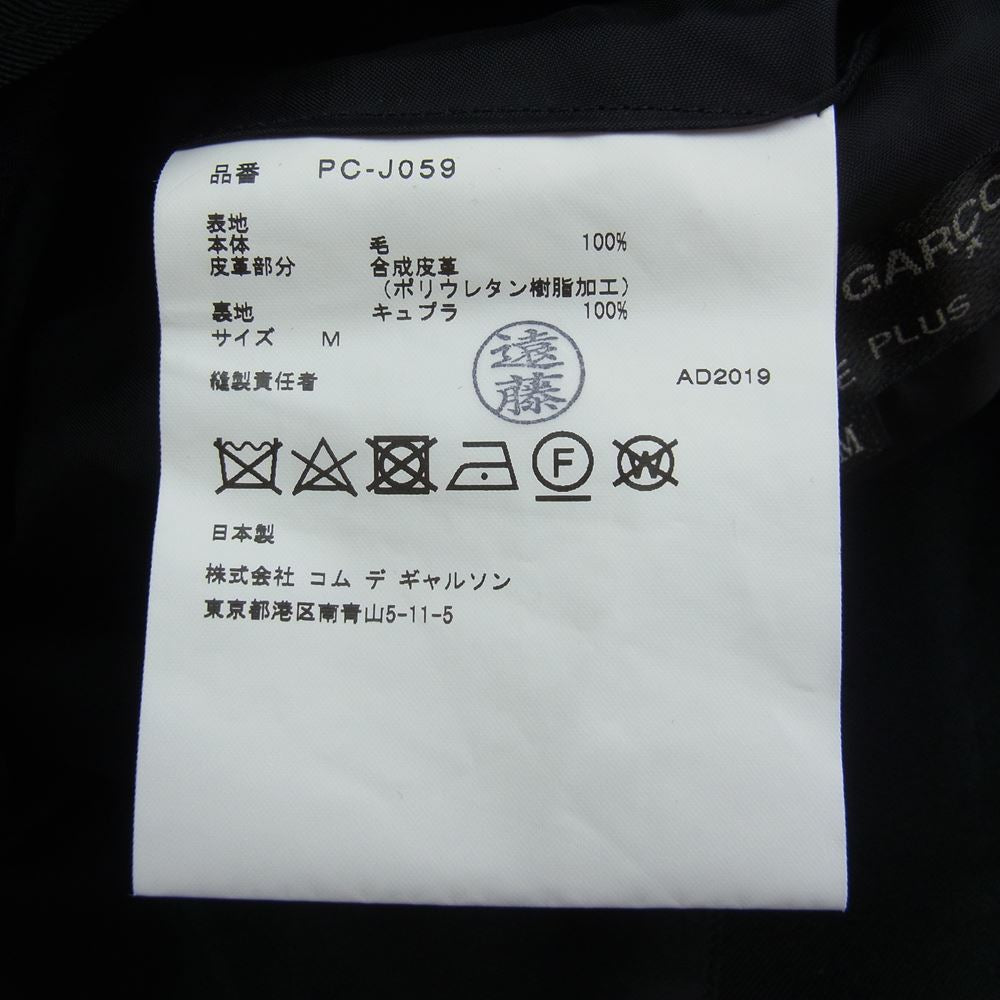 品番 PC-J059
表地
本体 毛 100%
皮革部分 合成皮革
(ポリウレタン樹脂加工)
裏地 キュプラ 100%
サイズ M
縫製責任者 遠藤 AD2019
F W
日本製
株式会社 コム デ ギャルソン
東京都港区南青山5-11-5
GARCO
E PLUS
M